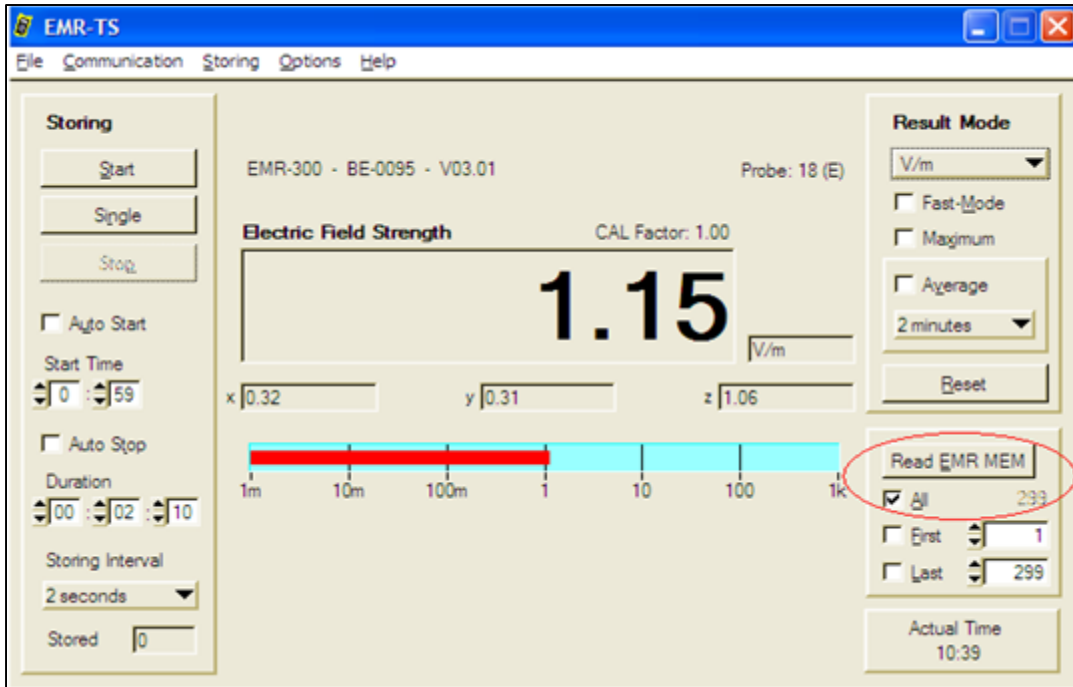 EMR-TS
File Communication Storing Options Help
Storing
Start
Single
Stop
Auto Start
Start Time
0 : 59
Auto Stop
Duration
00 : 02 : 10
Storing Interval
2 seconds
Stored 0
EMR-300 - BE-0095 - V03.01 Probe: 18 (E)
Electric Field Strength CAL Factor: 1.00
1.15
V/m
x 0.32 y 0.31 z 1.06
1m 10m 100m 1 10 100 1k
Result Mode
V/m
Fast-Mode
Maximum
Average
2 minutes
Reset
Read EMR MEM
All 299
First 1
Last 299
Actual Time
10:39